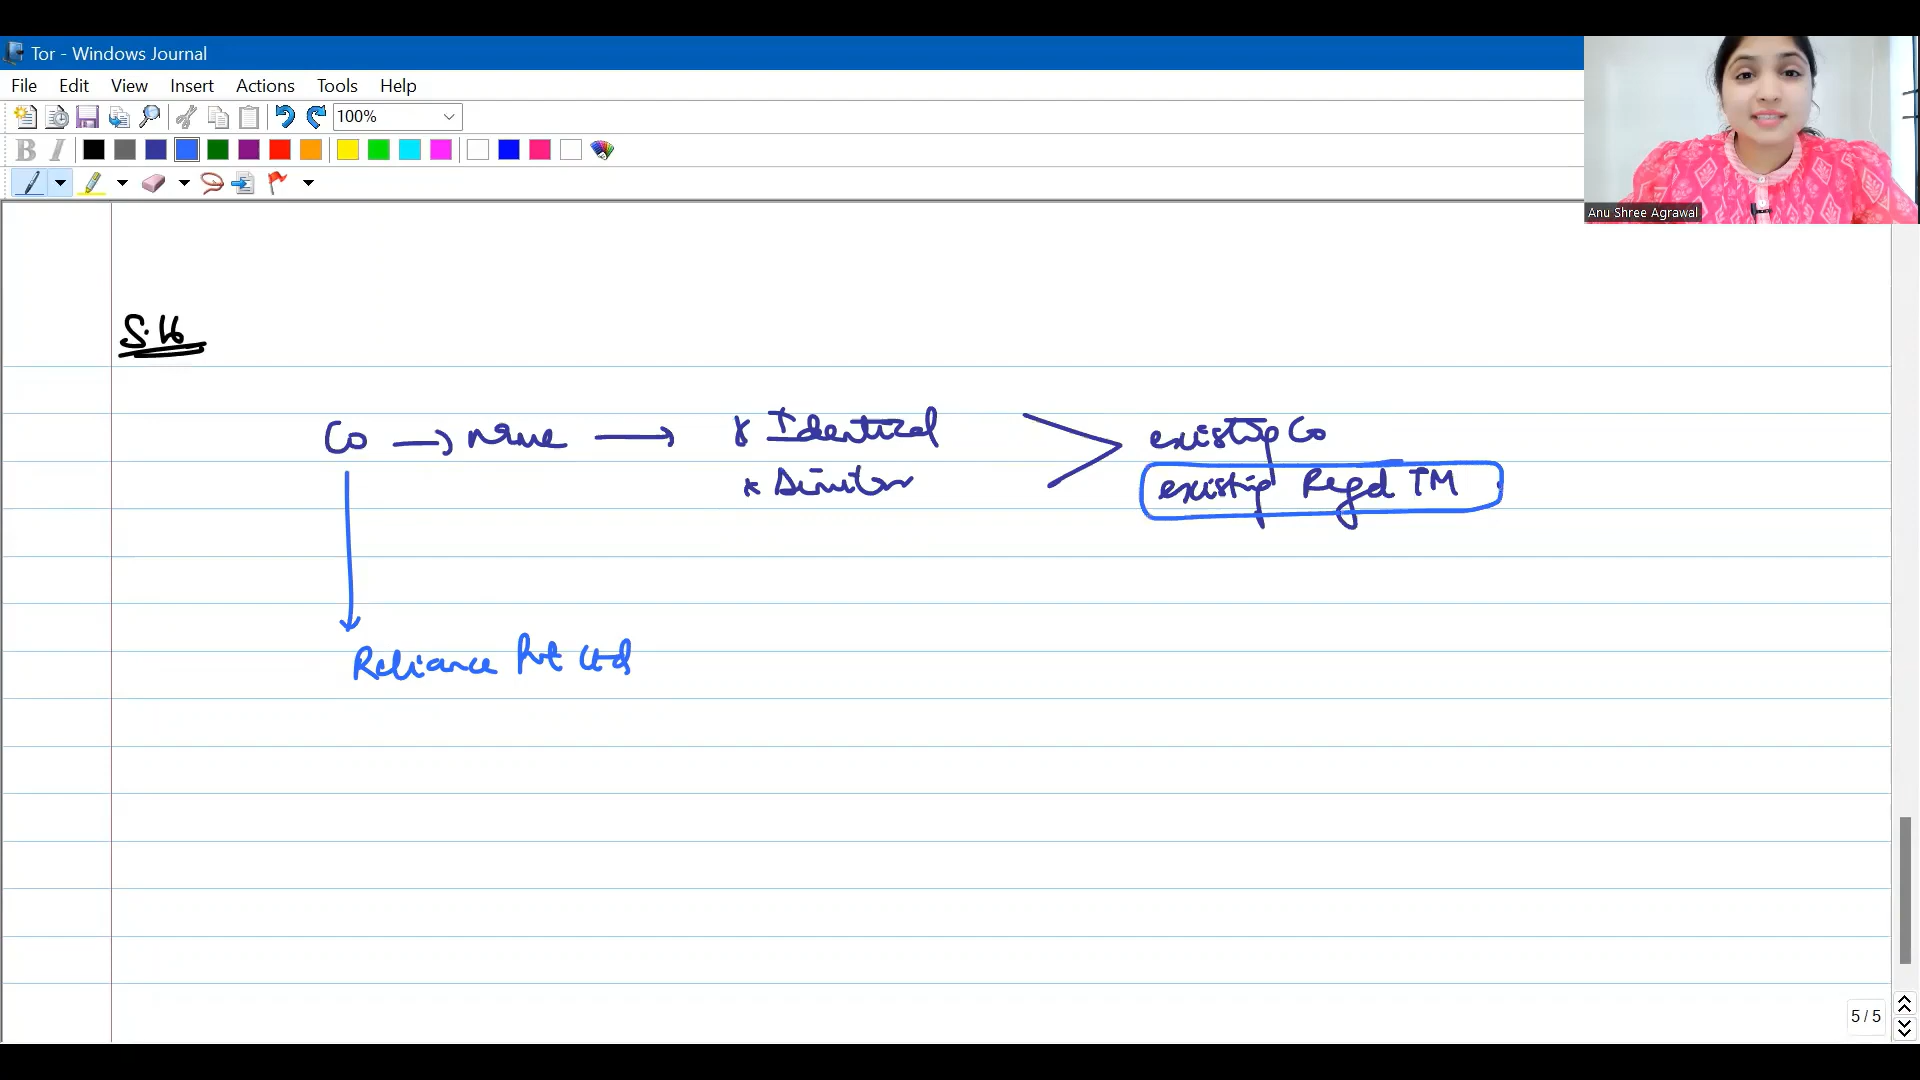 Tor - Windows Journal
File Edit View Insert Actions Tools Help
100%
B I
Anu Shree Agrawal
S.16
Co → Name → * Identical existing Co
* Similar existing Regd TM
Reliance Pvt Ltd
5 / 5